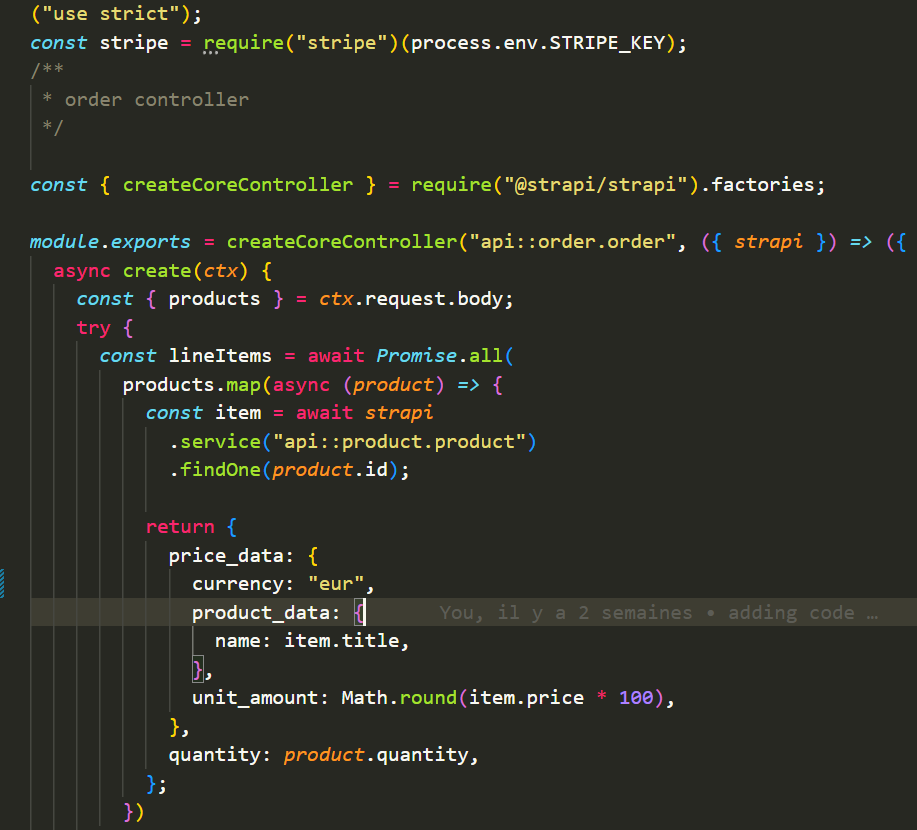 ("use strict");
const stripe = require("stripe")(process.env.STRIPE_KEY);
/**
 * order controller
 */

const { createCoreController } = require("@strapi/strapi").factories;

module.exports = createCoreController("api::order.order", ({ strapi }) => ({
  async create(ctx) {
    const { products } = ctx.request.body;
    try {
      const lineItems = await Promise.all(
        products.map(async (product) => {
          const item = await strapi
            .service("api::product.product")
            .findOne(product.id);

          return {
            price_data: {
              currency: "eur",
              product_data: {      You, il y a 2 semaines • adding code …
                name: item.title,
              },
              unit_amount: Math.round(item.price * 100),
            },
            quantity: product.quantity,
          };
        })